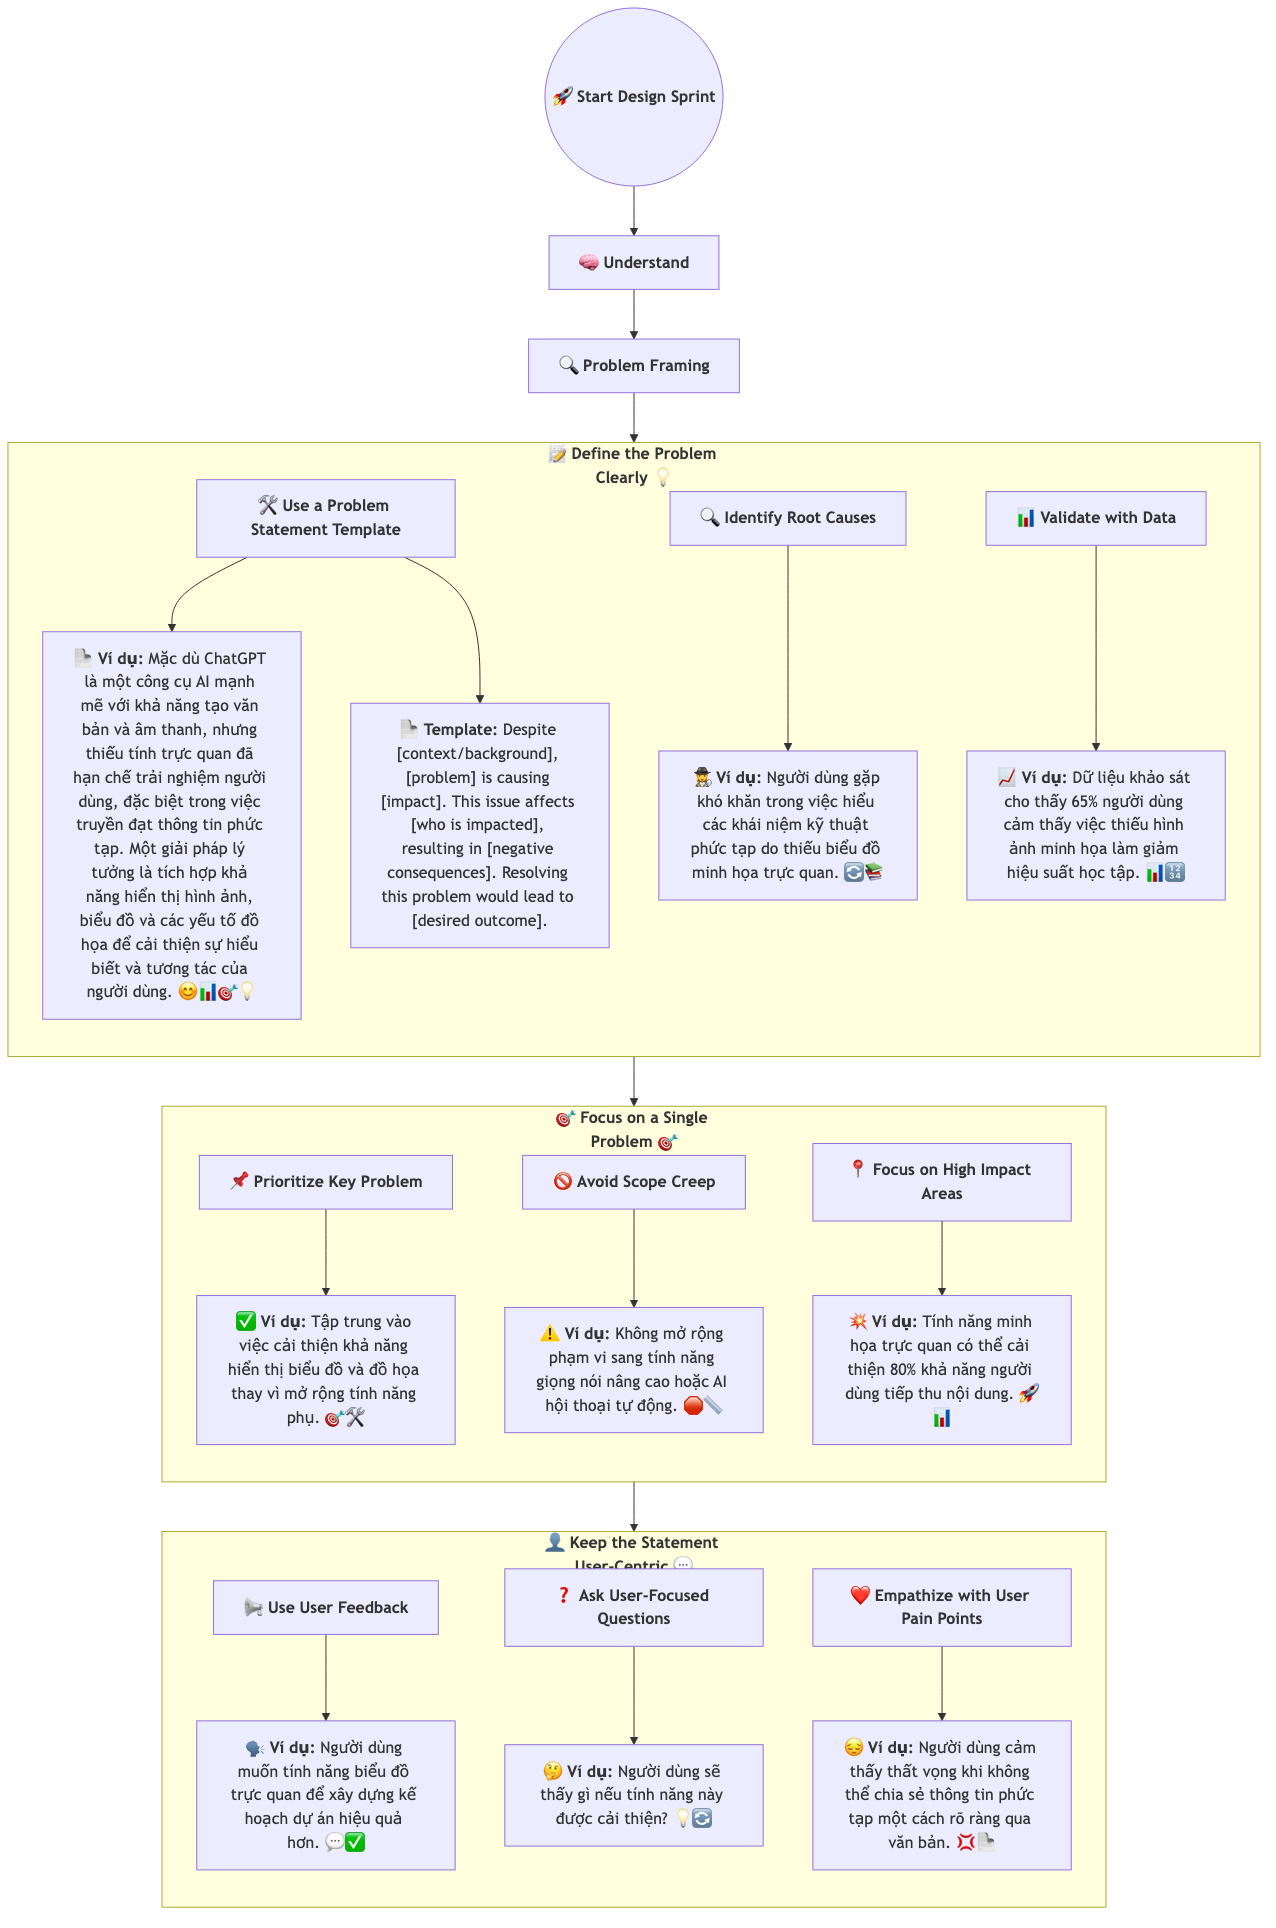 🚀 Start Design Sprint
🧠 Understand
🔍 Problem Framing
📝 Define the Problem
Clearly 💡
🛠️ Use a Problem
Statement Template
🔍 Identify Root Causes
📊 Validate with Data
📄 Ví dụ: Mặc dù ChatGPT
là một công cụ AI mạnh
mẽ với khả năng tạo văn
bản và âm thanh, nhưng
thiếu tính trực quan đã
hạn chế trải nghiệm người
dùng, đặc biệt trong việc
truyền đạt thông tin phức
tạp. Một giải pháp lý
tưởng là tích hợp khả
năng hiển thị hình ảnh,
biểu đồ và các yếu tố đồ
họa để cải thiện sự hiểu
biết và tương tác của
người dùng. 😊📊🎯💡
📄 Template: Despite
[context/background],
[problem] is causing
[impact]. This issue affects
[who is impacted],
resulting in [negative
consequences]. Resolving
this problem would lead to
[desired outcome].
🕵️ Ví dụ: Người dùng gặp
khó khăn trong việc hiểu
các khái niệm kỹ thuật
phức tạp do thiếu biểu đồ
minh họa trực quan. 🔄📚
📈 Ví dụ: Dữ liệu khảo sát
cho thấy 65% người dùng
cảm thấy việc thiếu hình
ảnh minh họa làm giảm
hiệu suất học tập. 📊🔢
🎯 Focus on a Single
Problem 🎯
📌 Prioritize Key Problem
🚫 Avoid Scope Creep
📍 Focus on High Impact
Areas
✅ Ví dụ: Tập trung vào
việc cải thiện khả năng
hiển thị biểu đồ và đồ họa
thay vì mở rộng tính năng
phụ. 🎯🛠️
⚠️ Ví dụ: Không mở rộng
phạm vi sang tính năng
giọng nói nâng cao hoặc AI
hội thoại tự động. 🛑📏
💥 Ví dụ: Tính năng minh
họa trực quan có thể cải
thiện 80% khả năng người
dùng tiếp thu nội dung. 🚀
📊
👤 Keep the Statement
User-Centric 💬
📢 Use User Feedback
❓ Ask User-Focused
Questions
❤️ Empathize with User
Pain Points
🗣️ Ví dụ: Người dùng
muốn tính năng biểu đồ
trực quan để xây dựng kế
hoạch dự án hiệu quả
hơn. 💬✅
🤔 Ví dụ: Người dùng sẽ
thấy gì nếu tính năng này
được cải thiện? 💡🔄
😔 Ví dụ: Người dùng cảm
thấy thất vọng khi không
thể chia sẻ thông tin phức
tạp một cách rõ ràng qua
văn bản. 💢📄